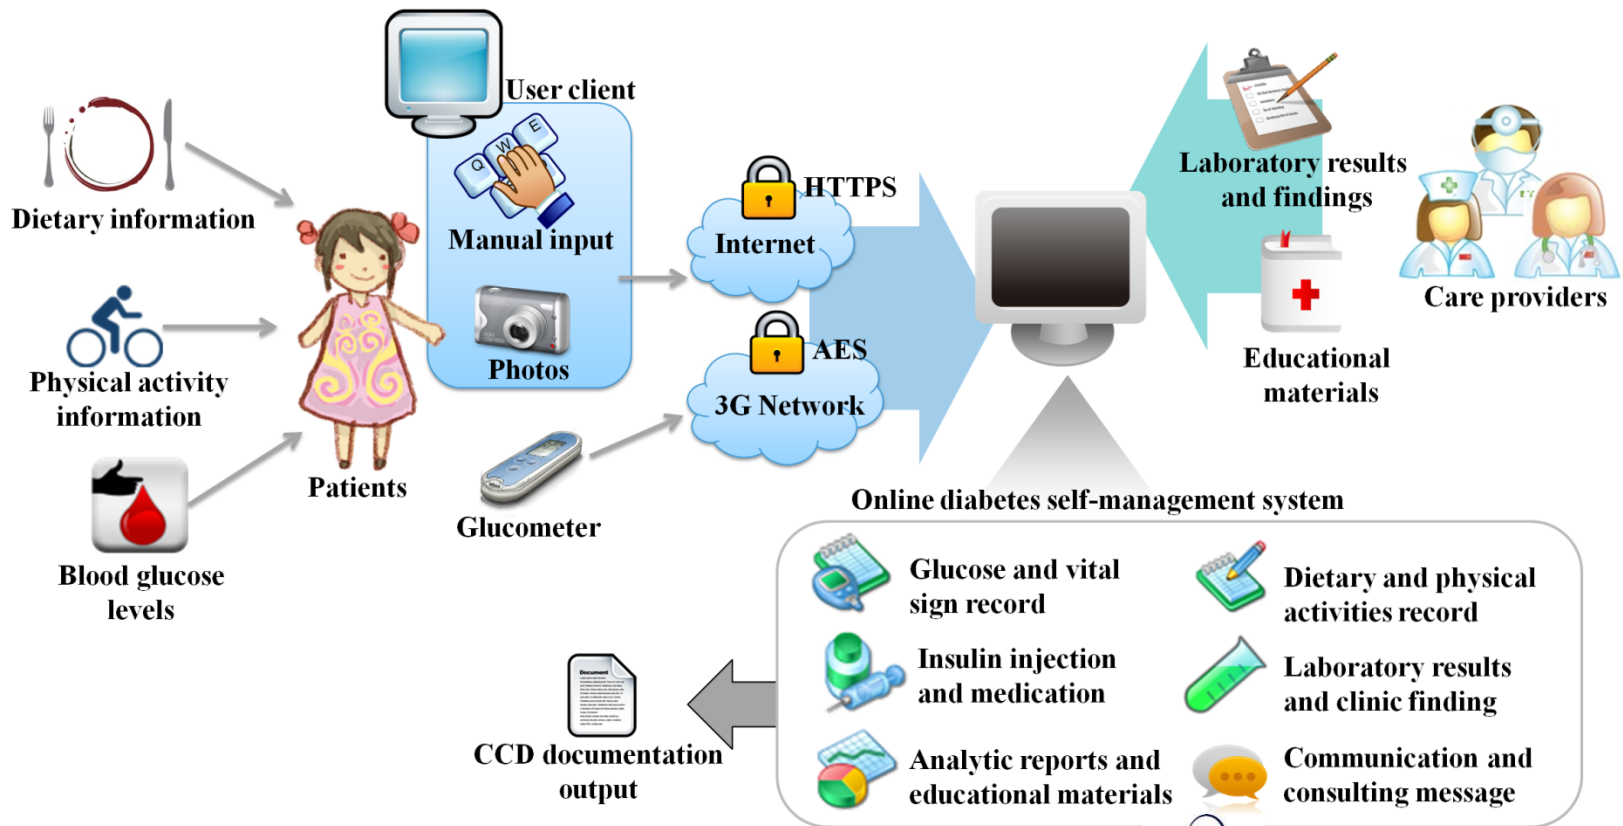 User client
Q W E
Manual input
Photos
Dietary information
Physical activity
information
Blood glucose
levels
Patients
Glucometer
HTTPS
Internet
AES
3G Network
Laboratory results
and findings
Educational
materials
Care providers
Online diabetes self-management system
Glucose and vital
sign record
Dietary and physical
activities record
Insulin injection
and medication
Laboratory results
and clinic finding
Analytic reports and
educational materials
Communication and
consulting message
Document
CCD documentation
output